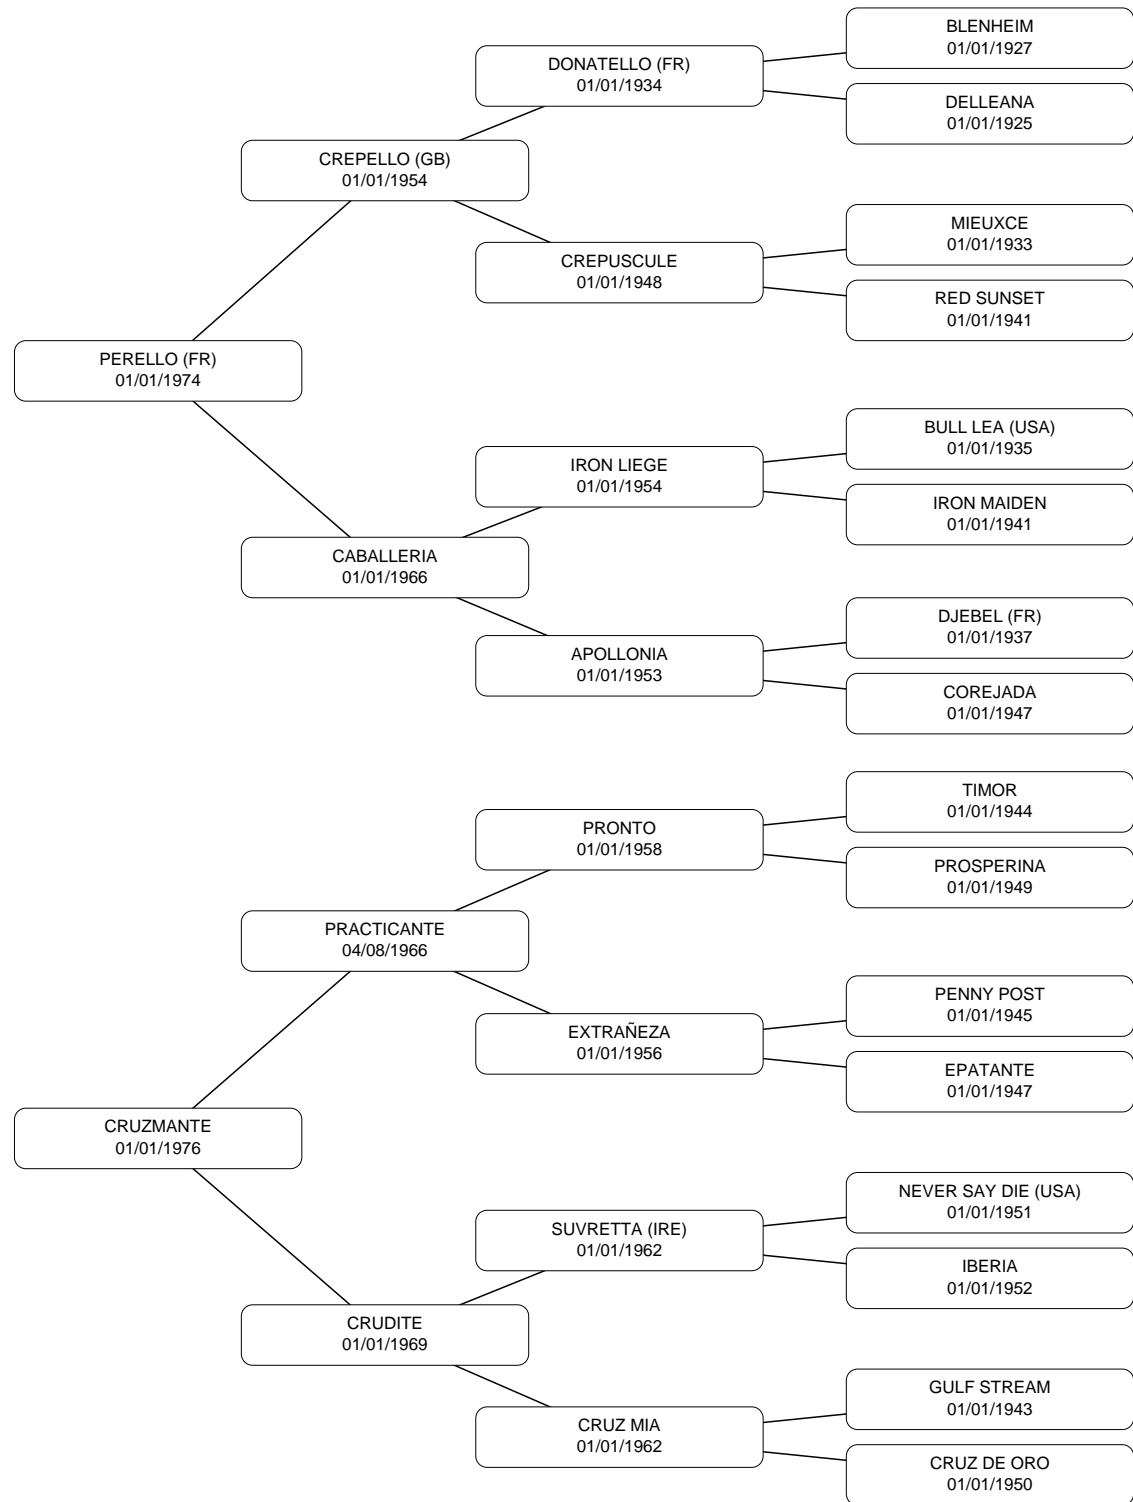 BLENHEIM
01/01/1927
DONATELLO (FR)
01/01/1934
DELLEANA
01/01/1925
CREPELLO (GB)
01/01/1954
MIEUXCE
01/01/1933
CREPUSCULE
01/01/1948
RED SUNSET
01/01/1941
PERELLO (FR)
01/01/1974
BULL LEA (USA)
01/01/1935
IRON LIEGE
01/01/1954
IRON MAIDEN
01/01/1941
CABALLERIA
01/01/1966
DJEBEL (FR)
01/01/1937
APOLLONIA
01/01/1953
COREJADA
01/01/1947
TIMOR
01/01/1944
PRONTO
01/01/1958
PROSPERINA
01/01/1949
PRACTICANTE
04/08/1966
PENNY POST
01/01/1945
EXTRAÑEZA
01/01/1956
EPATANTE
01/01/1947
CRUZMANTE
01/01/1976
NEVER SAY DIE (USA)
01/01/1951
SUVRETTA (IRE)
01/01/1962
IBERIA
01/01/1952
CRUDITE
01/01/1969
GULF STREAM
01/01/1943
CRUZ MIA
01/01/1962
CRUZ DE ORO
01/01/1950